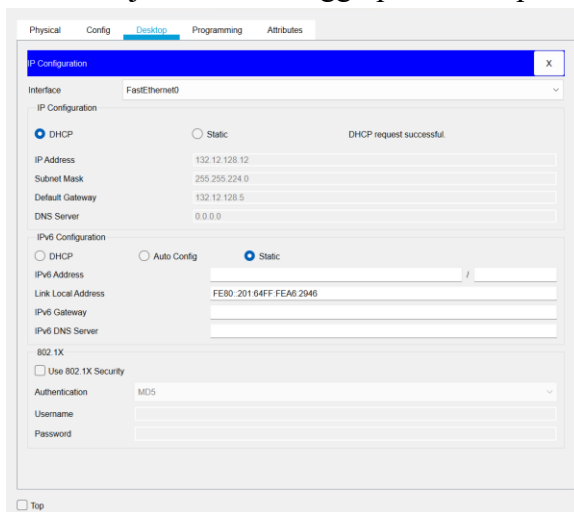 Physical Config Desktop Programming Attributes
IP Configuration X
Interface FastEthernet0
IP Configuration
DHCP Static DHCP request successful.
IP Address 132.12.128.12
Subnet Mask 255.255.224.0
Default Gateway 132.12.128.5
DNS Server 0.0.0.0
IPv6 Configuration
DHCP Auto Config Static
IPv6 Address /
Link Local Address FE80::201:64FF:FEA6:2946
IPv6 Gateway
IPv6 DNS Server
802.1X
Use 802.1X Security
Authentication MD5
Username
Password
Top